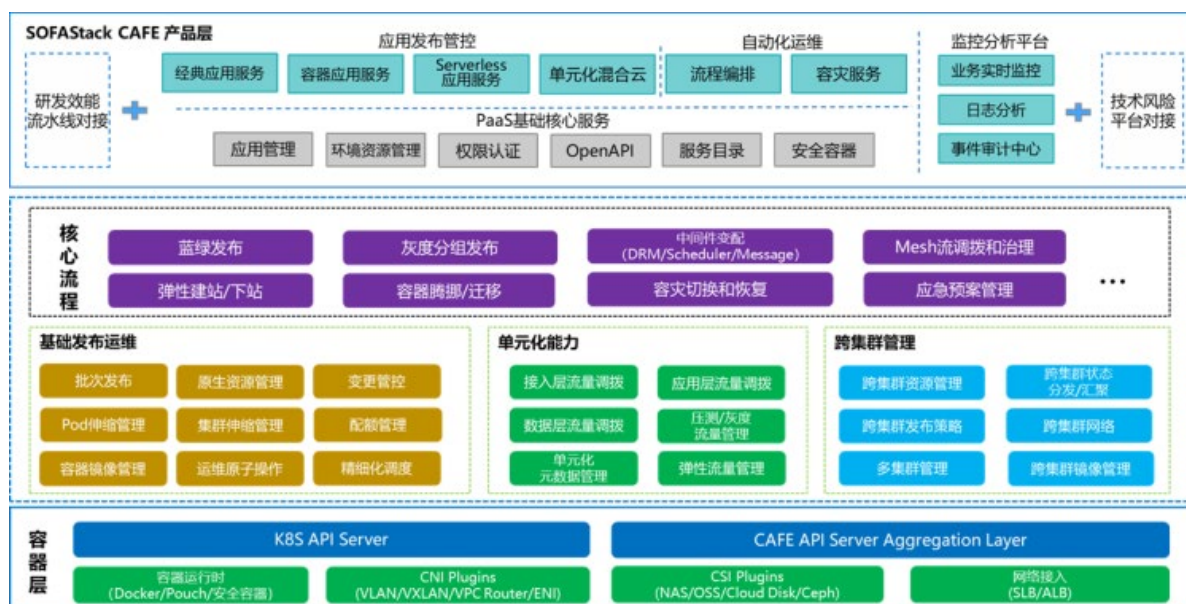 SOFAStack CAFE 产品层
应用发布管控
自动化运维
监控分析平台
研发效能
流水线对接
经典应用服务
容器应用服务
Serverless
应用服务
单元化混合云
流程编排
容灾服务
业务实时监控
日志分析
事件审计中心
技术风险
平台对接
PaaS基础核心服务
应用管理
环境资源管理
权限认证
OpenAPI
服务目录
安全容器
核心流程
蓝绿发布
灰度分组发布
中间件变配
(DRM/Scheduler/Message)
Mesh流调拨和治理
弹性建站/下站
容器腾挪/迁移
容灾切换和恢复
应急预案管理
...
基础发布运维
批次发布
原生资源管理
变更管控
Pod伸缩管理
集群伸缩管理
配额管理
容器镜像管理
运维原子操作
精细化调度
单元化能力
接入层流量调拨
应用层流量调拨
数据层流量调拨
压测/灰度
流量管理
单元化
元数据管理
弹性流量管理
跨集群管理
跨集群资源管理
跨集群状态
分发/汇聚
跨集群发布策略
跨集群网络
多集群管理
跨集群镜像管理
容器层
K8S API Server
CAFE API Server Aggregation Layer
容器运行时
(Docker/Pouch/安全容器)
CNI Plugins
(VLAN/VXLAN/VPC Router/ENI)
CSI Plugins
(NAS/OSS/Cloud Disk/Ceph)
网络接入
(SLB/ALB)